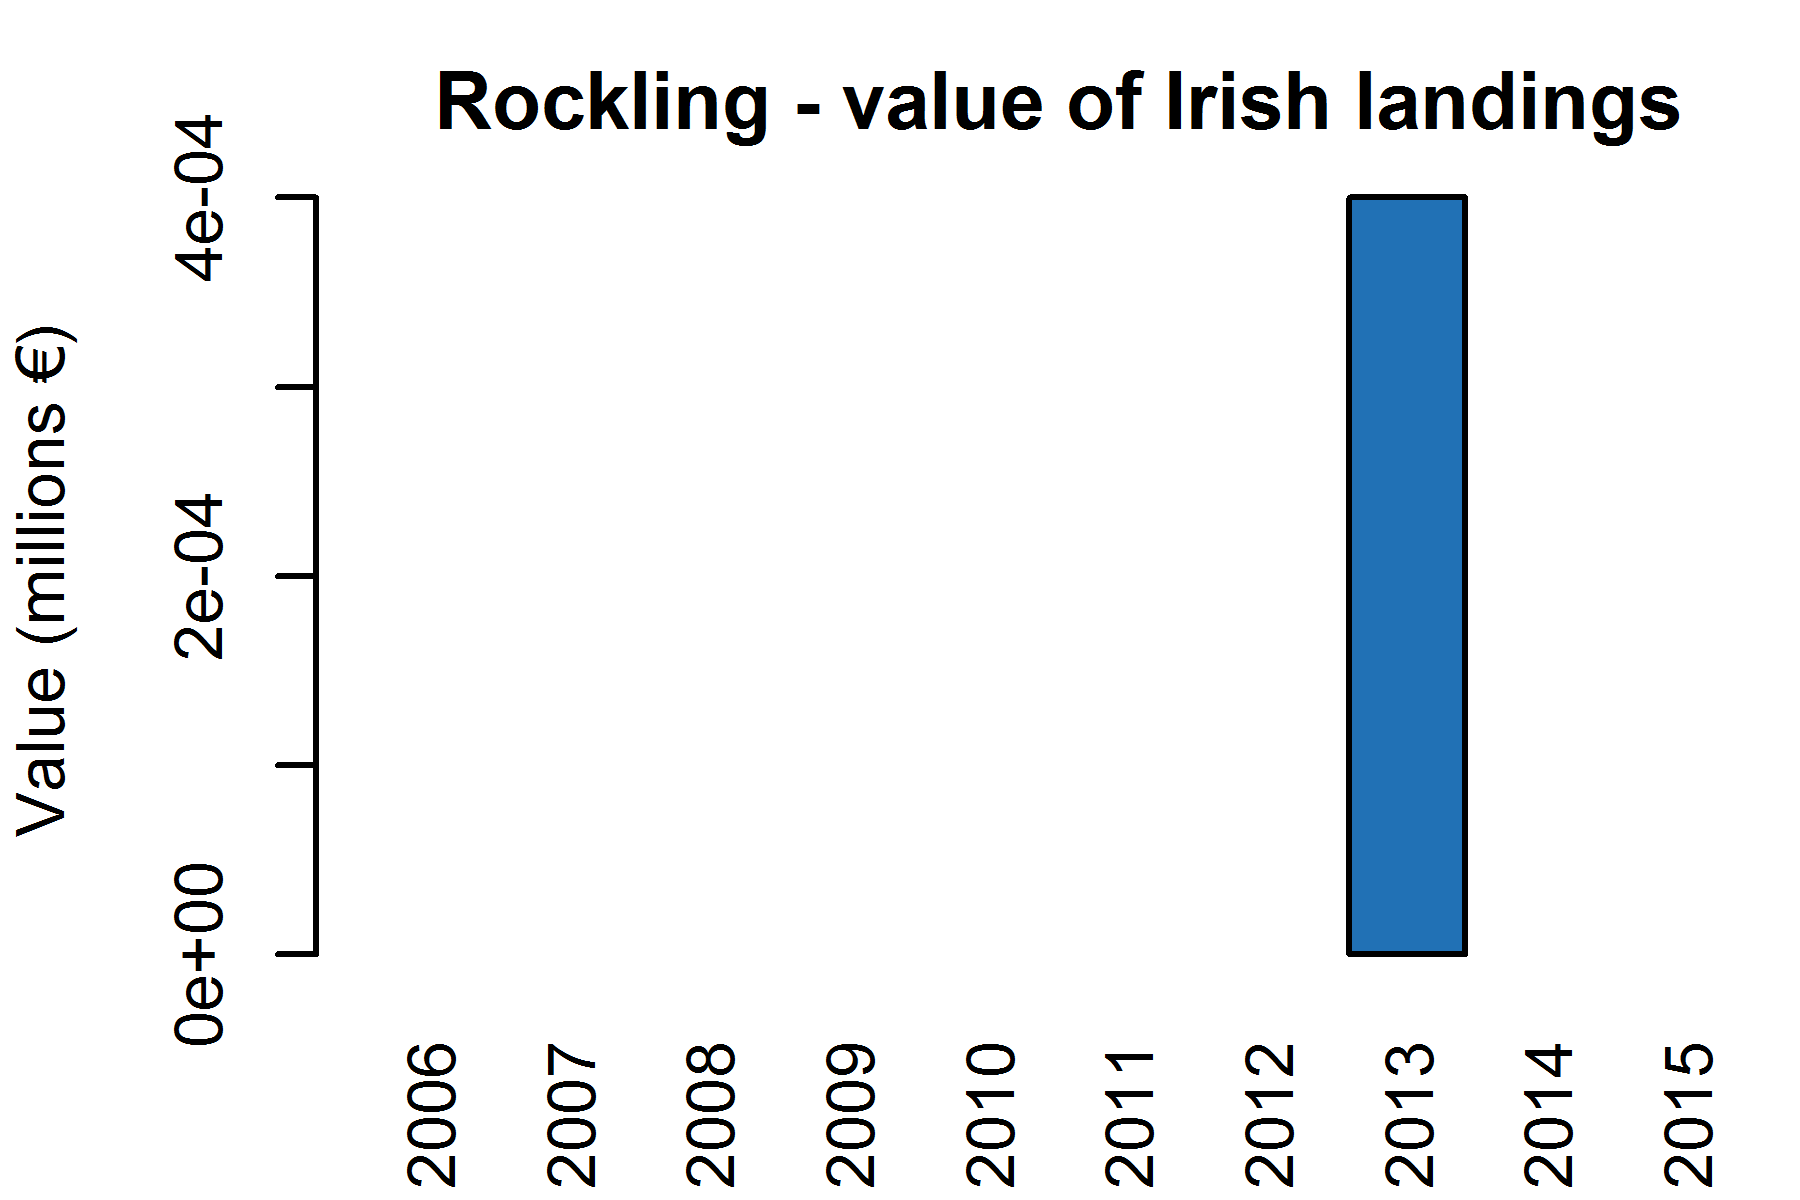 Rockling - value of Irish landings
Value (millions €)
4e-04
2e-04
0e+00
2006
2007
2008
2009
2010
2011
2012
2013
2014
2015